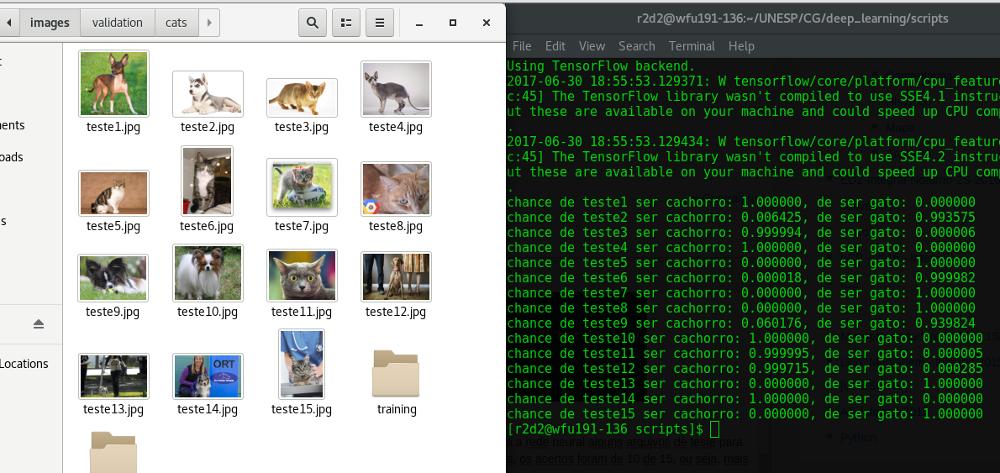 images validation cats
teste1.jpg teste2.jpg teste3.jpg teste4.jpg
teste5.jpg teste6.jpg teste7.jpg teste8.jpg
teste9.jpg teste10.jpg teste11.jpg teste12.jpg
ORT
teste13.jpg teste14.jpg teste15.jpg training
ments
oads
s
Locations
r2d2@wfu191-136:~/UNESP/CG/deep_learning/scripts
File Edit View Search Terminal Help
Using TensorFlow backend.
2017-06-30 18:55:53.129371: W tensorflow/core/platform/cpu_feature
c:45] The TensorFlow library wasn't compiled to use SSE4.1 instruc
ut these are available on your machine and could speed up CPU com
.
2017-06-30 18:55:53.129434: W tensorflow/core/platform/cpu_feature
c:45] The TensorFlow library wasn't compiled to use SSE4.2 instruc
ut these are available on your machine and could speed up CPU com
.
chance de teste1 ser cachorro: 1.000000, de ser gato: 0.000000
chance de teste2 ser cachorro: 0.006425, de ser gato: 0.993575
chance de teste3 ser cachorro: 0.999994, de ser gato: 0.000006
chance de teste4 ser cachorro: 1.000000, de ser gato: 0.000000
chance de teste5 ser cachorro: 0.000000, de ser gato: 1.000000
chance de teste6 ser cachorro: 0.000018, de ser gato: 0.999982
chance de teste7 ser cachorro: 0.000000, de ser gato: 1.000000
chance de teste8 ser cachorro: 0.000000, de ser gato: 1.000000
chance de teste9 ser cachorro: 0.060176, de ser gato: 0.939824
chance de teste10 ser cachorro: 1.000000, de ser gato: 0.000000
chance de teste11 ser cachorro: 0.999995, de ser gato: 0.000005
chance de teste12 ser cachorro: 0.999715, de ser gato: 0.000285
chance de teste13 ser cachorro: 0.000000, de ser gato: 1.000000
chance de teste14 ser cachorro: 1.000000, de ser gato: 0.000000
chance de teste15 ser cachorro: 0.000000, de ser gato: 1.000000
[r2d2@wfu191-136 scripts]$
Mapa
Python
a rede neural alguns arquivos de teste para
os acertos foram de 10 de 15, ou seja, mais